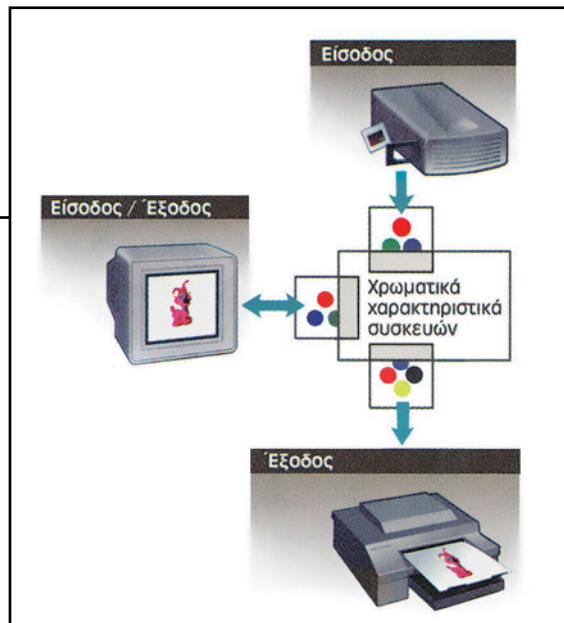 Είσοδος
Είσοδος / Έξοδος
Χρωματικά
χαρακτηριστικά
συσκευών
Έξοδος